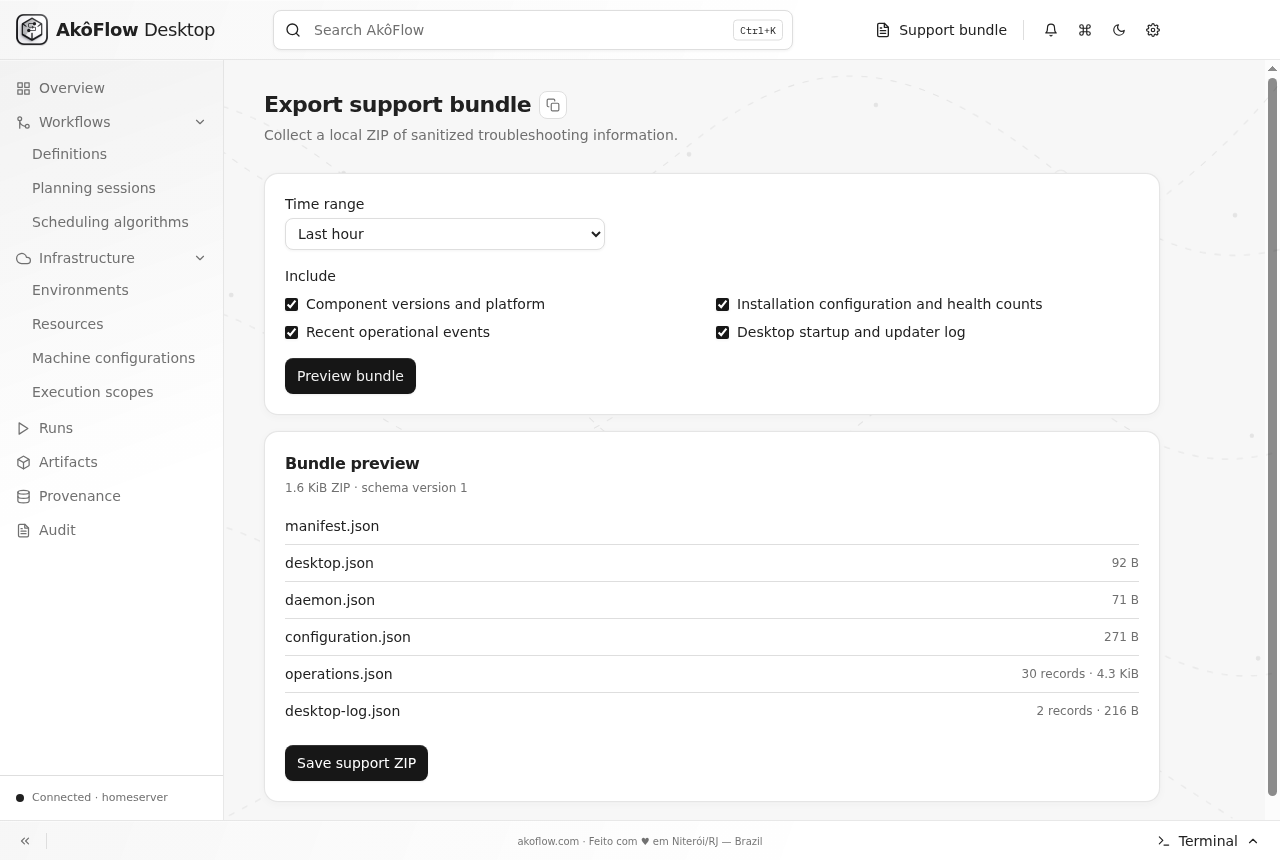 AkôFlow Desktop
Search AkôFlow
Ctrl+K
Support bundle
Overview
Workflows
Definitions
Planning sessions
Scheduling algorithms
Infrastructure
Environments
Resources
Machine configurations
Execution scopes
Runs
Artifacts
Provenance
Audit
Connected · homeserver
Export support bundle
Collect a local ZIP of sanitized troubleshooting information.
Time range
Last hour
Include
Component versions and platform
Installation configuration and health counts
Recent operational events
Desktop startup and updater log
Preview bundle
Bundle preview
1.6 KiB ZIP · schema version 1
manifest.json
desktop.json 92 B
daemon.json 71 B
configuration.json 271 B
operations.json 30 records · 4.3 KiB
desktop-log.json 2 records · 216 B
Save support ZIP
akoflow.com · Feito com ♥ em Niterói/RJ — Brazil
Terminal